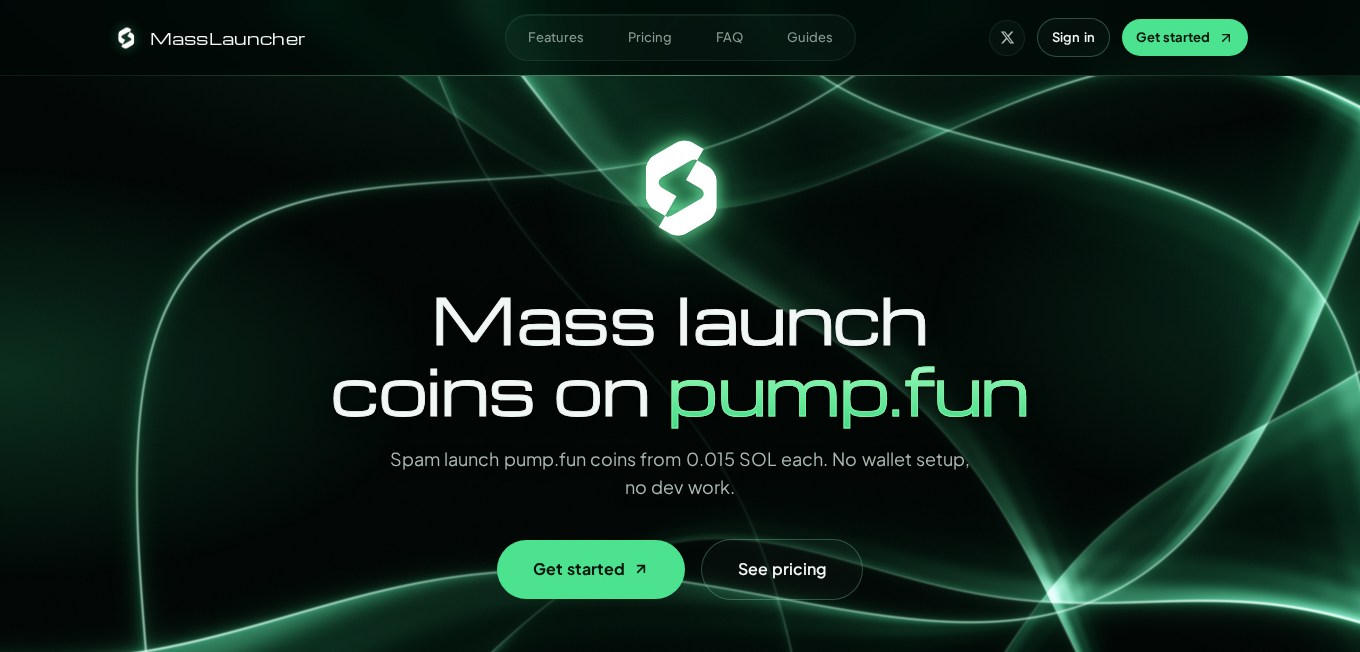 MassLauncher
Features
Pricing
FAQ
Guides
Sign in
Get started
Mass launch
coins on pump.fun
Spam launch pump.fun coins from 0.015 SOL each. No wallet setup,
no dev work.
Get started
See pricing